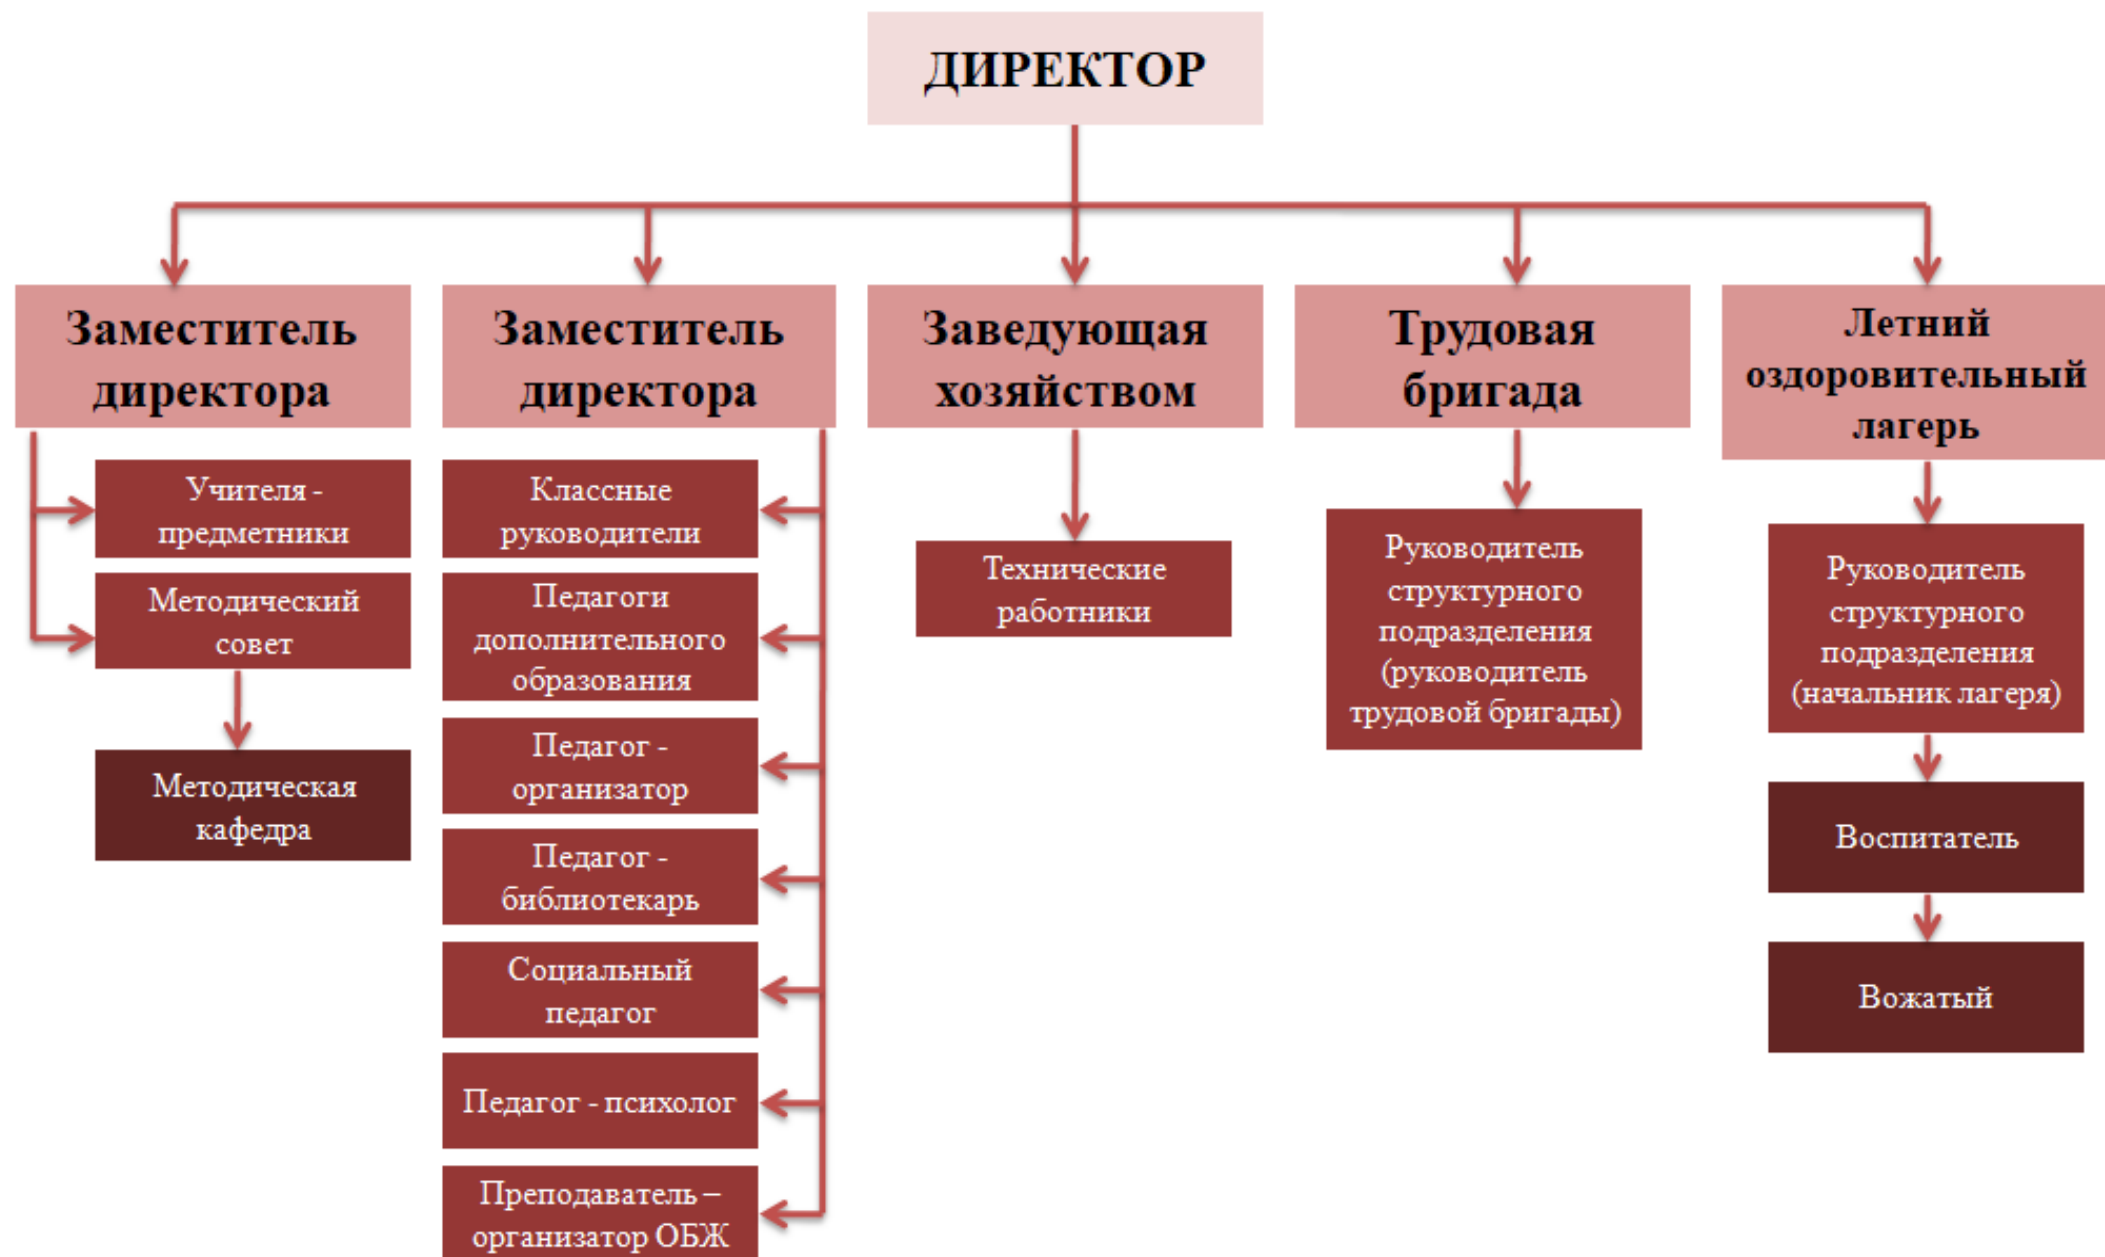 ДИРЕКТОР
Заместитель
директора
Заместитель
директора
Заведующая
хозяйством
Трудовая
бригада
Летний
оздоровительный
лагерь
Учителя -
предметники
Методический
совет
Методическая
кафедра
Классные
руководители
Педагоги
дополнительного
образования
Педагог -
организатор
Педагог -
библиотекарь
Социальный
педагог
Педагог - психолог
Преподаватель –
организатор ОБЖ
Технические
работники
Руководитель
структурного
подразделения
(руководитель
трудовой бригады)
Руководитель
структурного
подразделения
(начальник лагеря)
Воспитатель
Вожатый